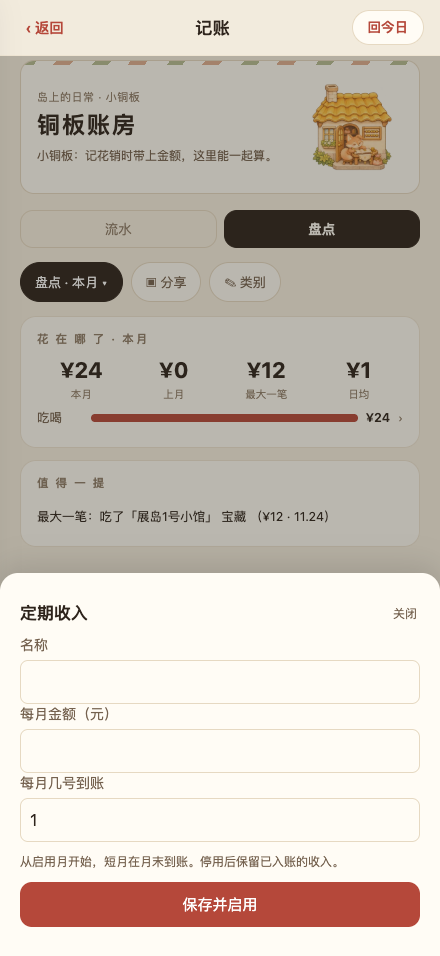 ‹ 返回
记账
回今日
岛上的日常 · 小铜板
铜板账房
小铜板：记花销时带上金额，这里能一起算。
流水
盘点
盘点 · 本月 ▾
▣ 分享
✎ 类别
花在哪了 · 本月
¥24 ¥0 ¥12 ¥1
本月 上月 最大一笔 日均
吃喝 ¥24 ›
值得一提
最大一笔：吃了「展岛1号小馆」 宝藏 （¥12 · 11.24）
定期收入
关闭
名称
每月金额（元）
每月几号到账
1
从启用月开始，短月在月末到账。停用后保留已入账的收入。
保存并启用